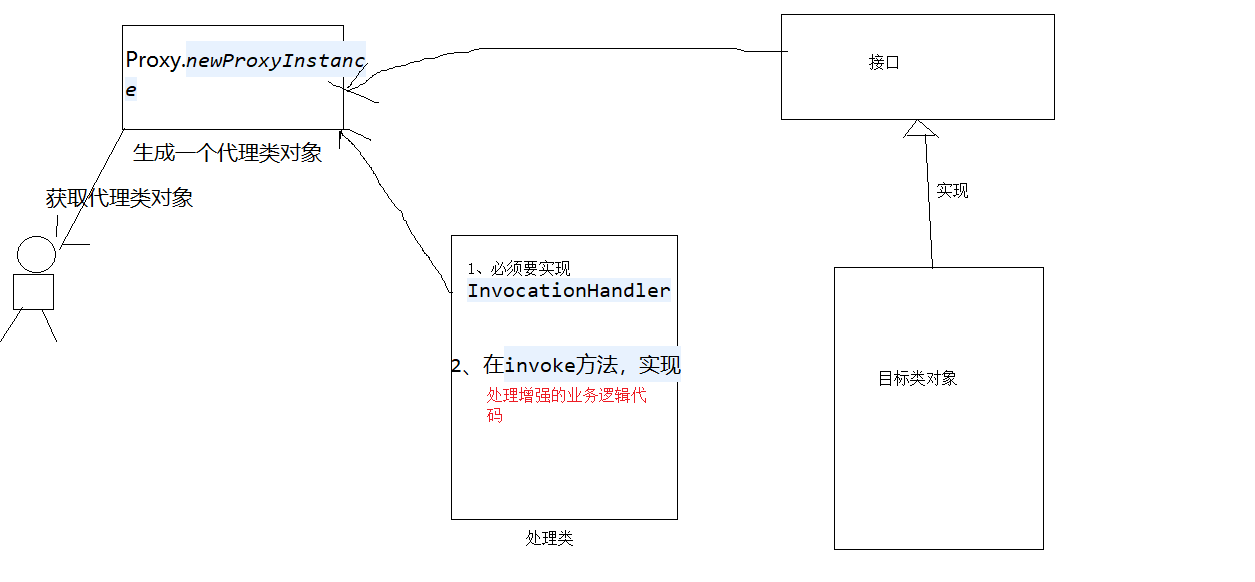 Proxy.newProxyInstanc
e
接口
生成一个代理类对象
获取代理类对象
实现
1、必须要实现
InvocationHandler
2、在invoke方法，实现
处理增强的业务逻辑代
码
目标类对象
处理类